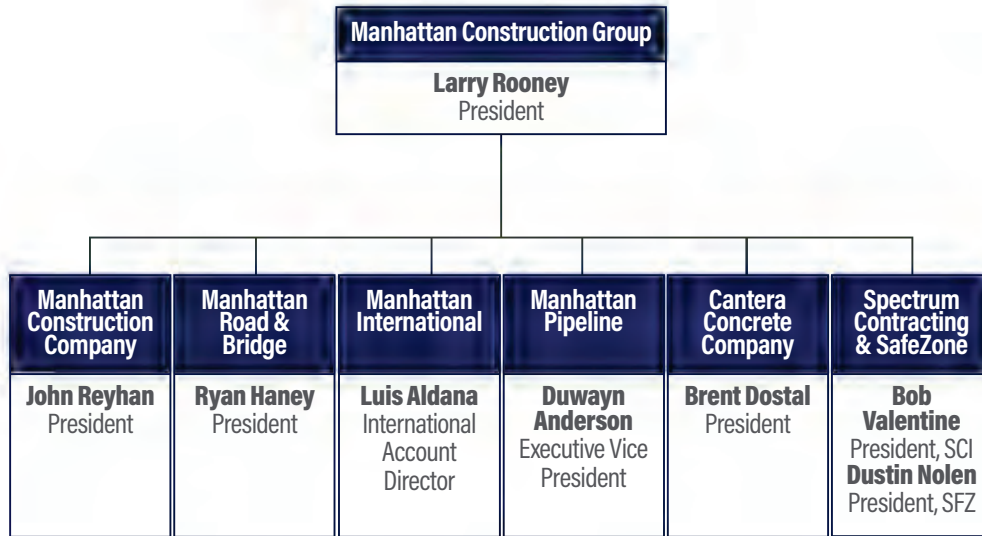 Manhattan Construction Group
Larry Rooney
President
Manhattan
Construction
Company
John Reyhan
President
Manhattan
Road &
Bridge
Ryan Haney
President
Manhattan
International
Luis Aldana
International
Account
Director
Manhattan
Pipeline
Duwayn
Anderson
Executive Vice
President
Cantera
Concrete
Company
Brent Dostal
President
Spectrum
Contracting
& SafeZone
Bob
Valentine
President, SCI
Dustin Nolen
President, SFZ